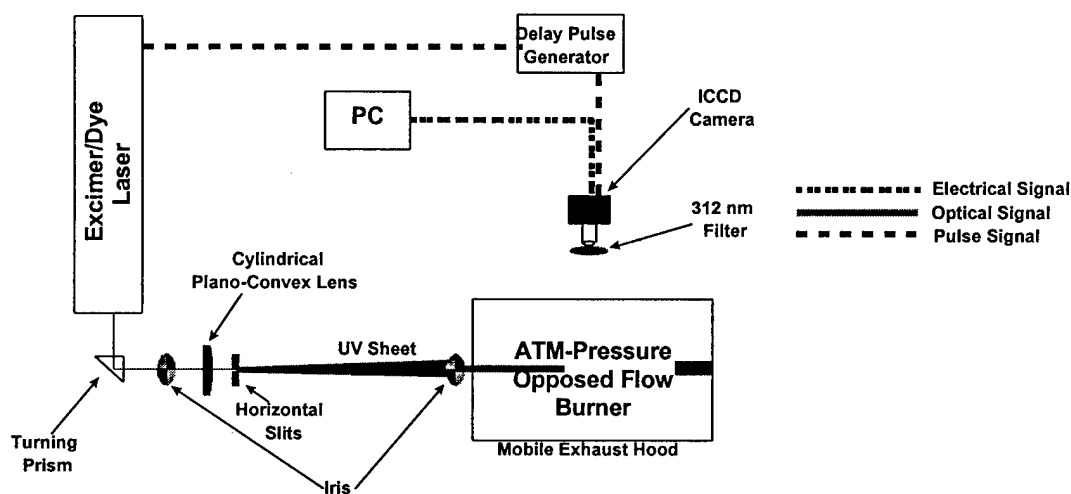 Delay Pulse
Generator
ICCD
Camera
PC
Excimer/Dye
Laser
312 nm
Filter
Electrical Signal
Optical Signal
Pulse Signal
Cylindrical
Plano-Convex Lens
UV Sheet
ATM-Pressure
Opposed Flow
Burner
Horizontal
Slits
Turning
Prism
Iris
Mobile Exhaust Hood